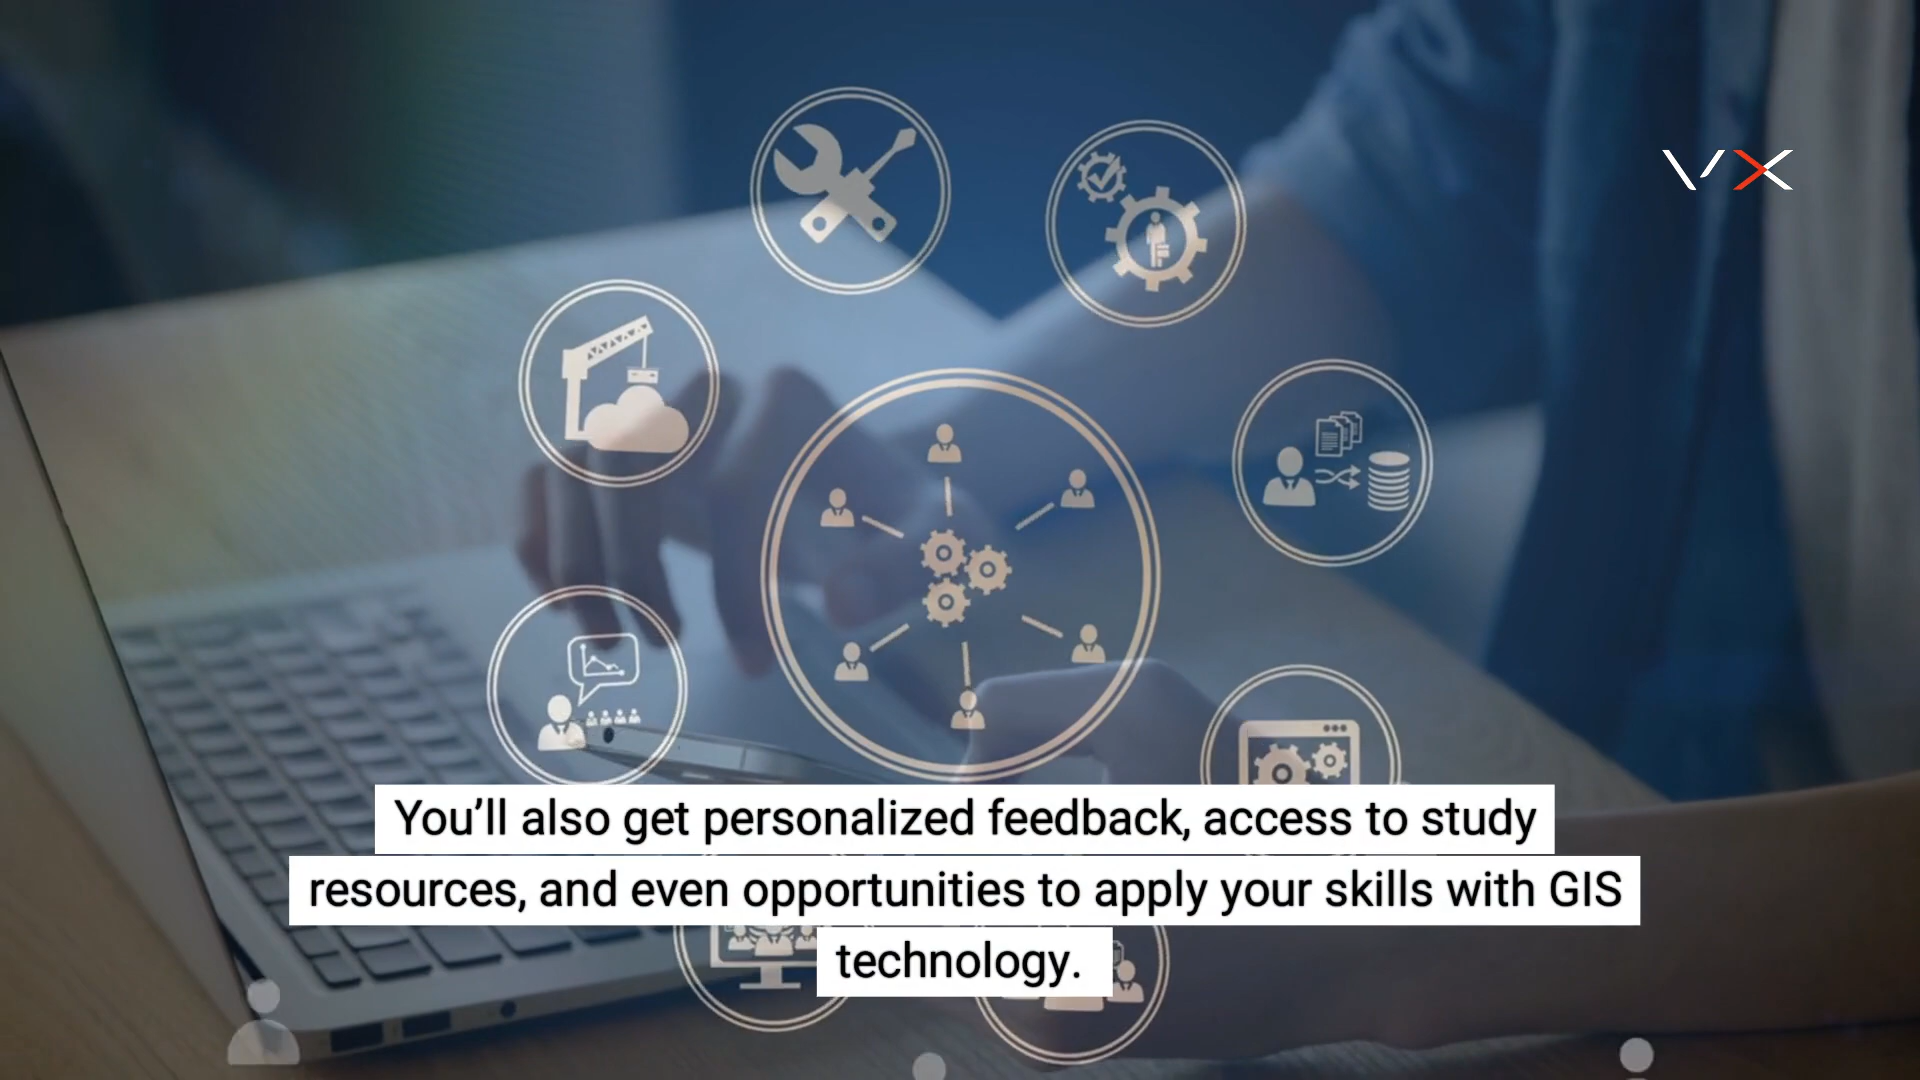 VX
You’ll also get personalized feedback, access to study
resources, and even opportunities to apply your skills with GIS
technology.